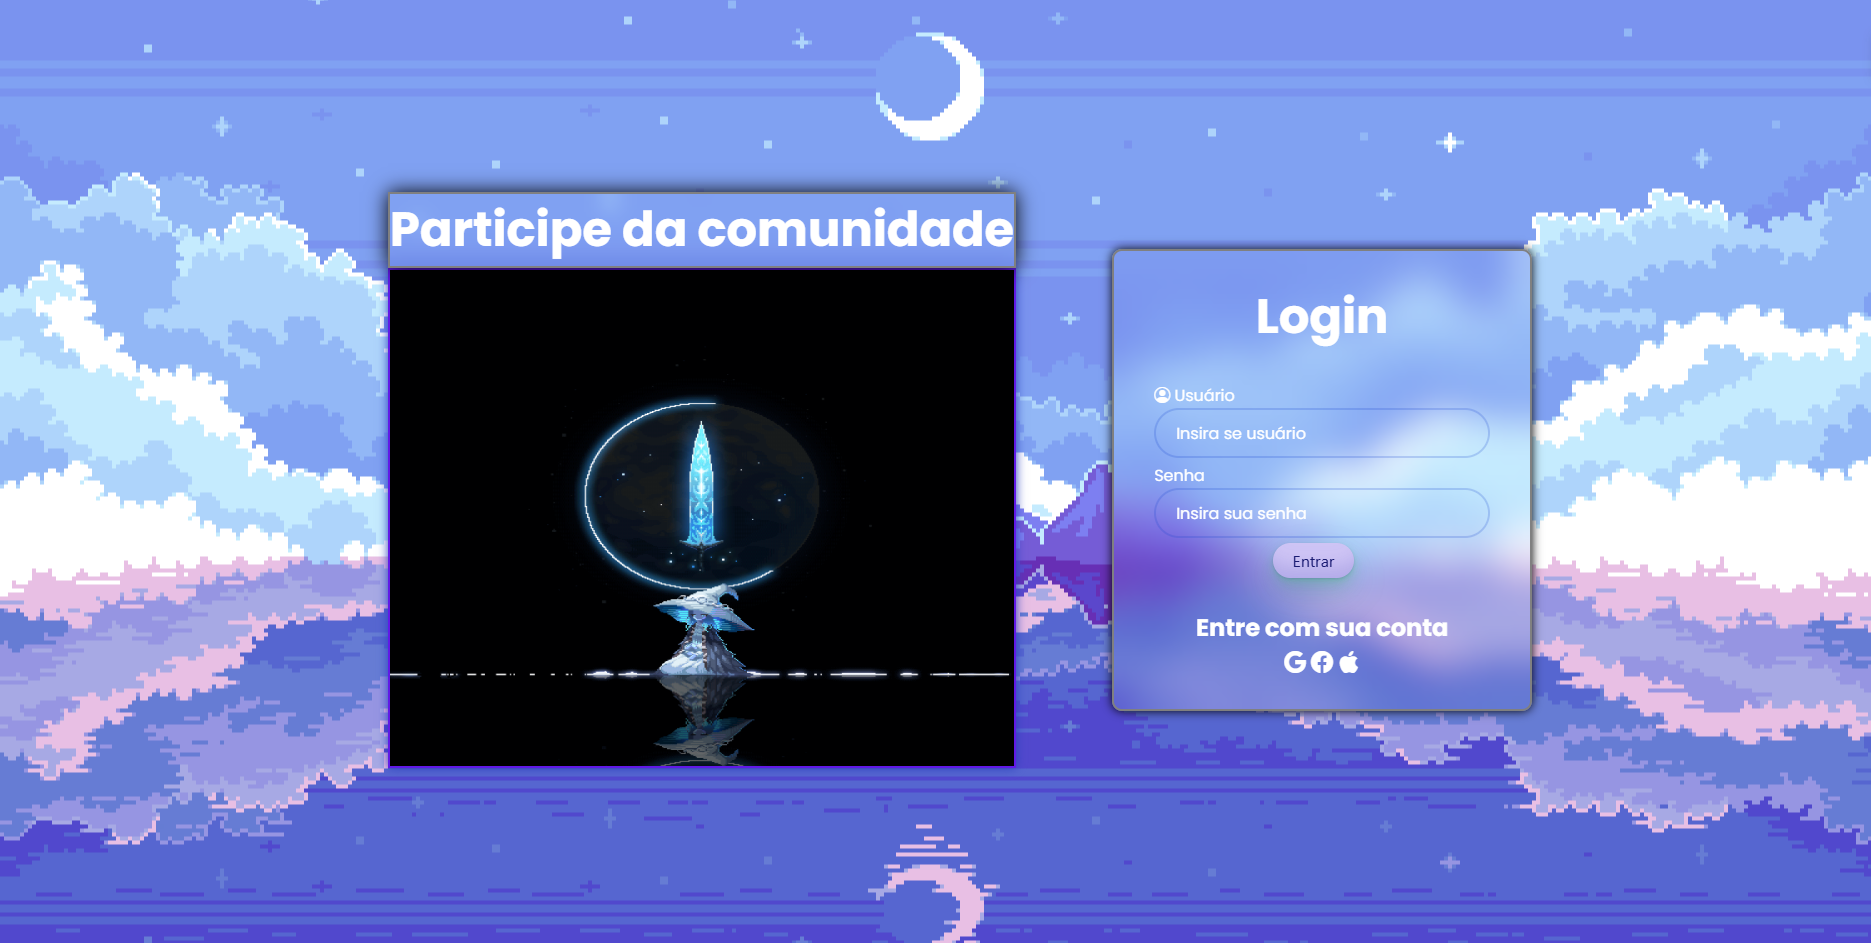 Participe da comunidade
Login
Usuário
Insira se usuário
Senha
Insira sua senha
Entrar
Entre com sua conta